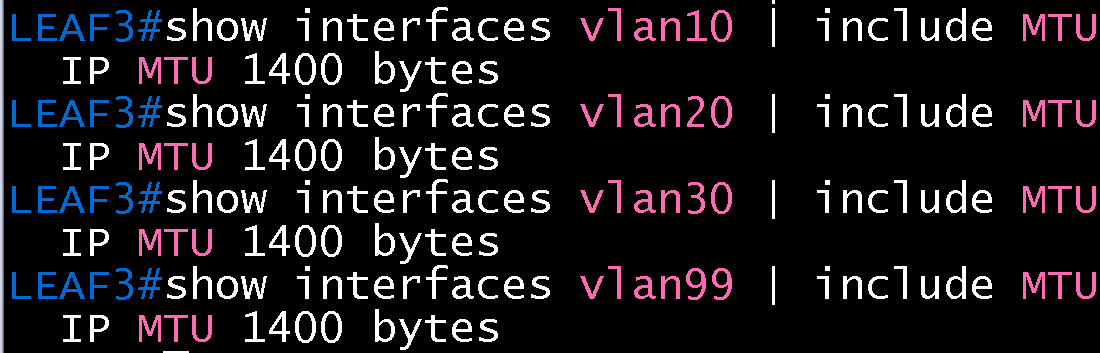 LEAF3#show interfaces vlan10 | include MTU
  IP MTU 1400 bytes
LEAF3#show interfaces vlan20 | include MTU
  IP MTU 1400 bytes
LEAF3#show interfaces vlan30 | include MTU
  IP MTU 1400 bytes
LEAF3#show interfaces vlan99 | include MTU
  IP MTU 1400 bytes